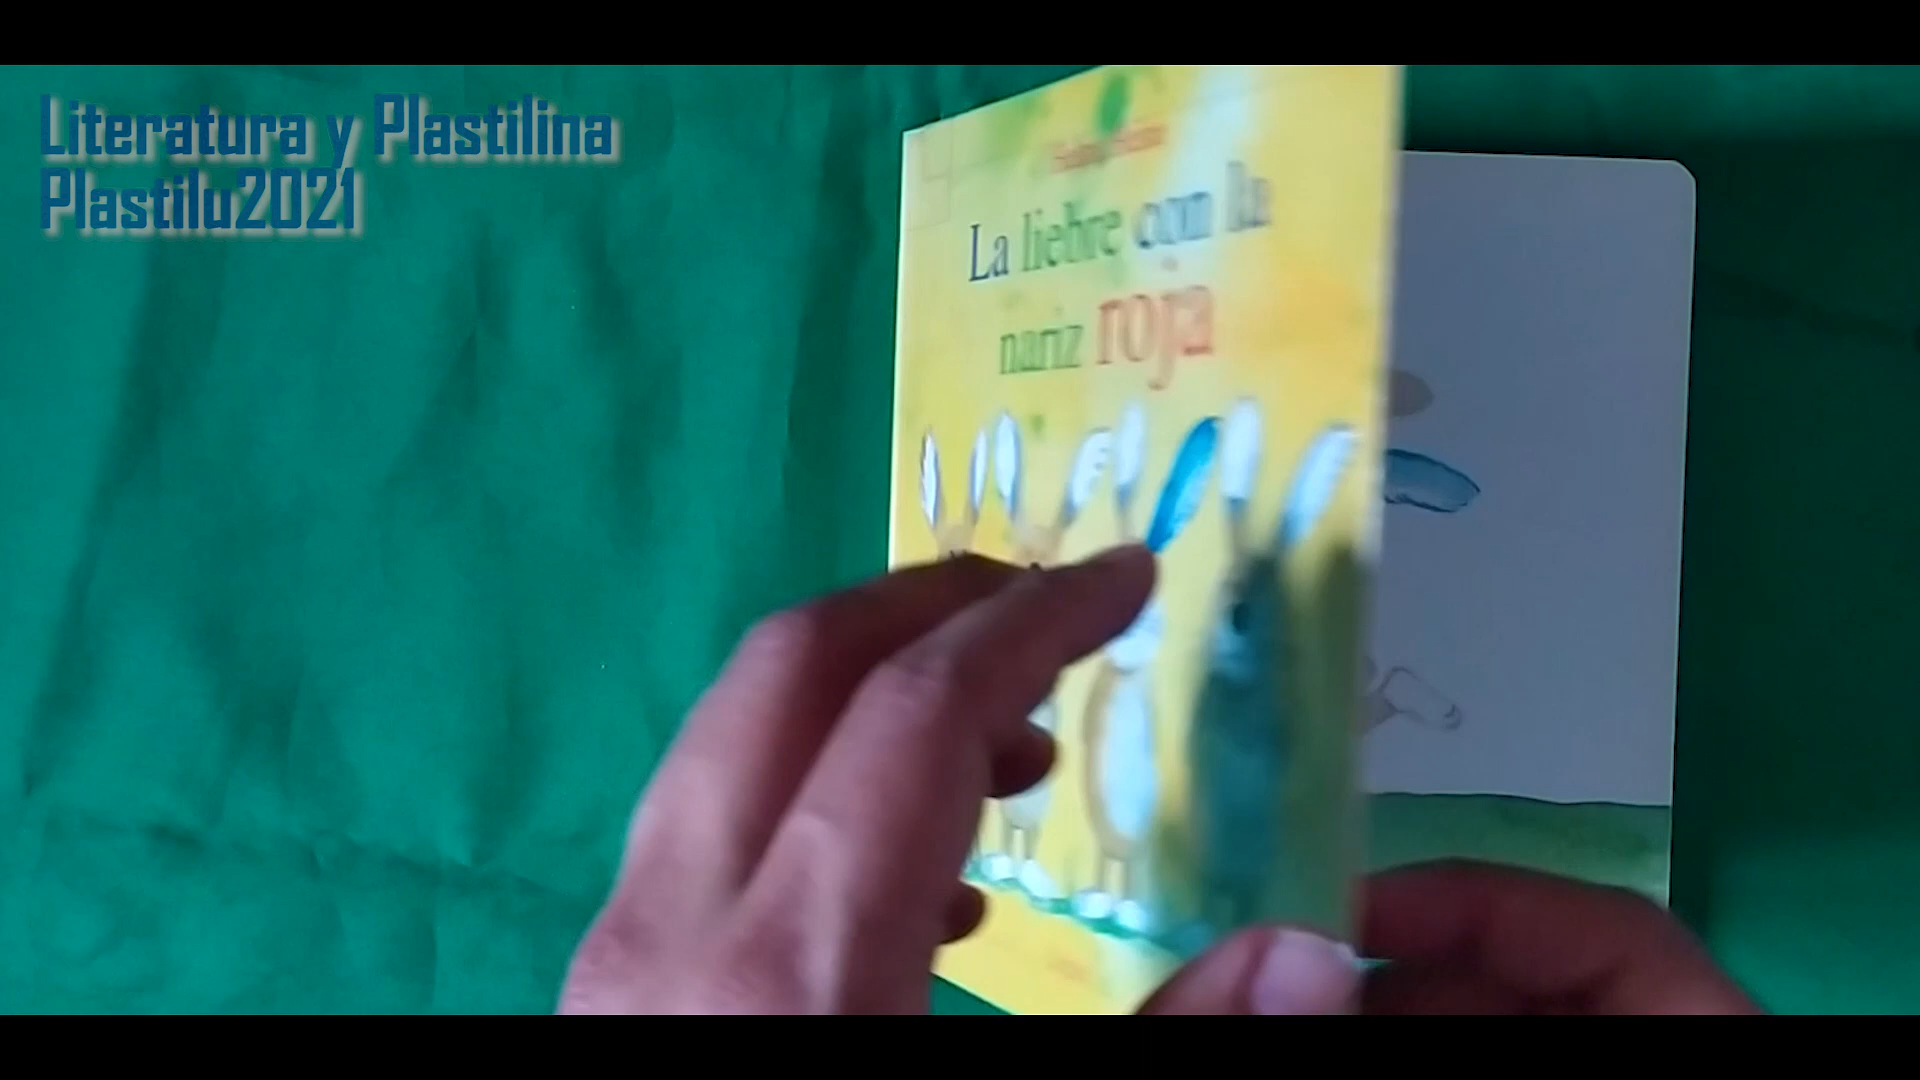 Literatura y Plastilina
Plastilu2021
La liebre con la
nariz roja